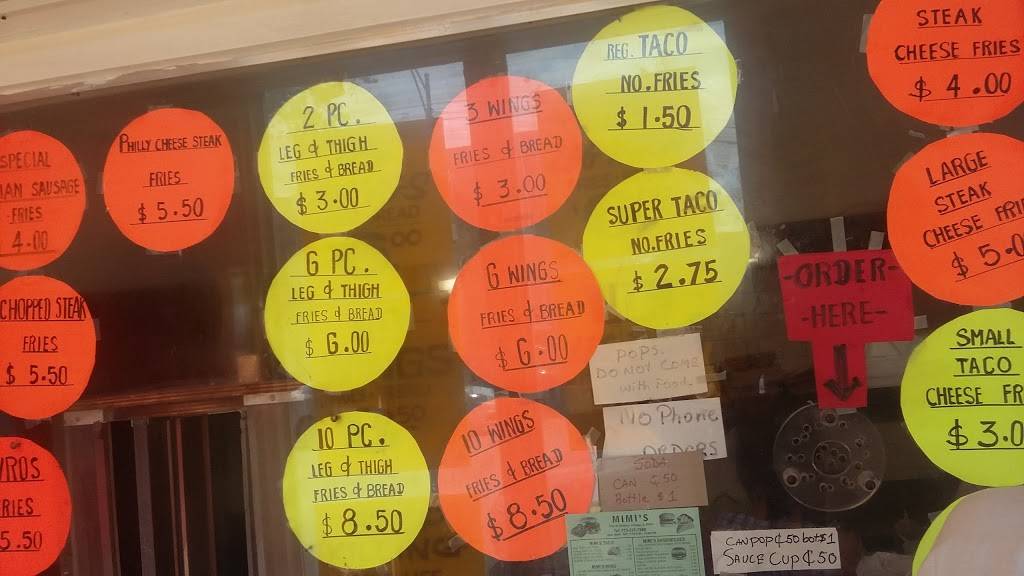 SPECIAL
SAUSAGE
FRIES
4.00
CHOPPED STEAK
FRIES
$ 5.50
5.50
PHILLY CHEESE STEAK
FRIES
$ 5.50
2 PC.
LEG & THIGH
FRIES & BREAD
$ 3.00
6 PC.
LEG & THIGH
FRIES & BREAD
$ 6.00
10 PC.
LEG & THIGH
FRIES & BREAD
$ 8.50
3 WINGS
FRIES & BREAD
$ 3.00
6 WINGS
FRIES & BREAD
$ 6.00
10 WINGS
FRIES & BREAD
$ 8.50
REG. TACO
NO.FRIES
$ 1.50
SUPER TACO
NO.FRIES
$ 2.75
POPS.
DO NOT COME
with Food.
No Phone
ORDARS
SODA
CAN ₵ 50
Bottle $ 1
MIMI'S
-ORDER-
-HERE-
CAN POP ₵ 50 bot $1
SAUCE CUP ₵ 50
STEAK
CHEESE FRIES
$ 4.00
LARGE
STEAK
CHEESE FRI
$ 5.0
SMALL
TACO
CHEESE FR
$ 3.0